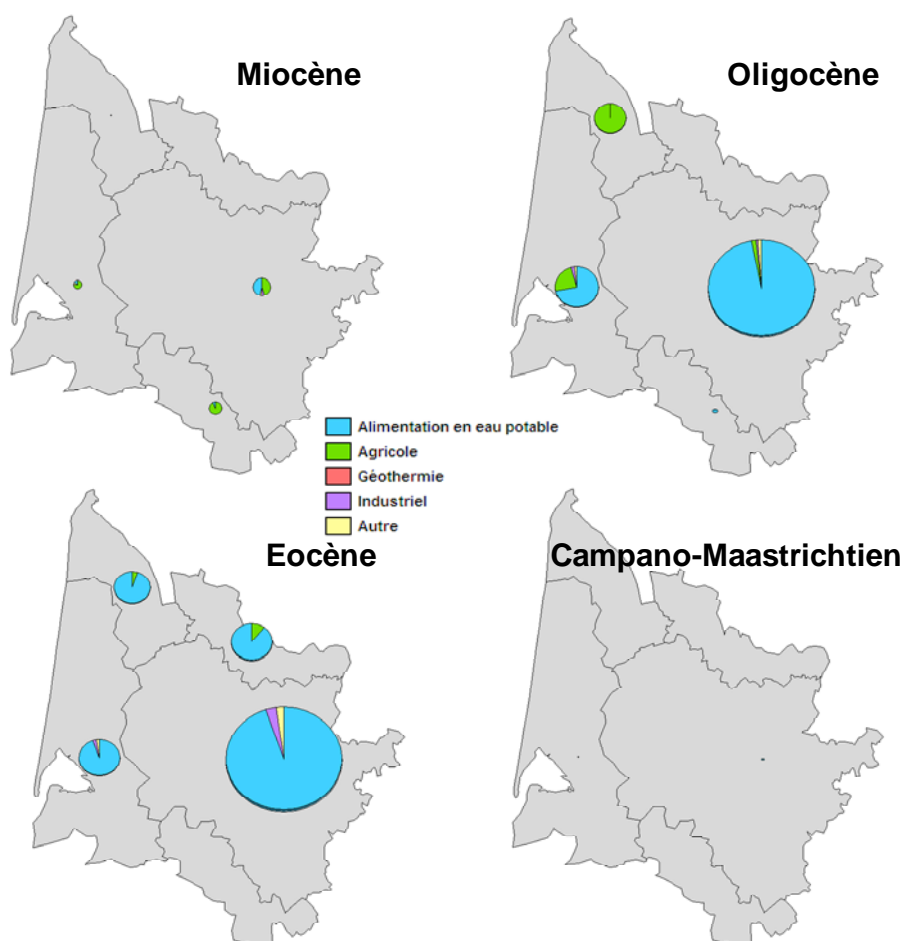 Miocène
Oligocène
Alimentation en eau potable
Agricole
Géothermie
Industriel
Autre
Eocène
Campano-Maastrichtien